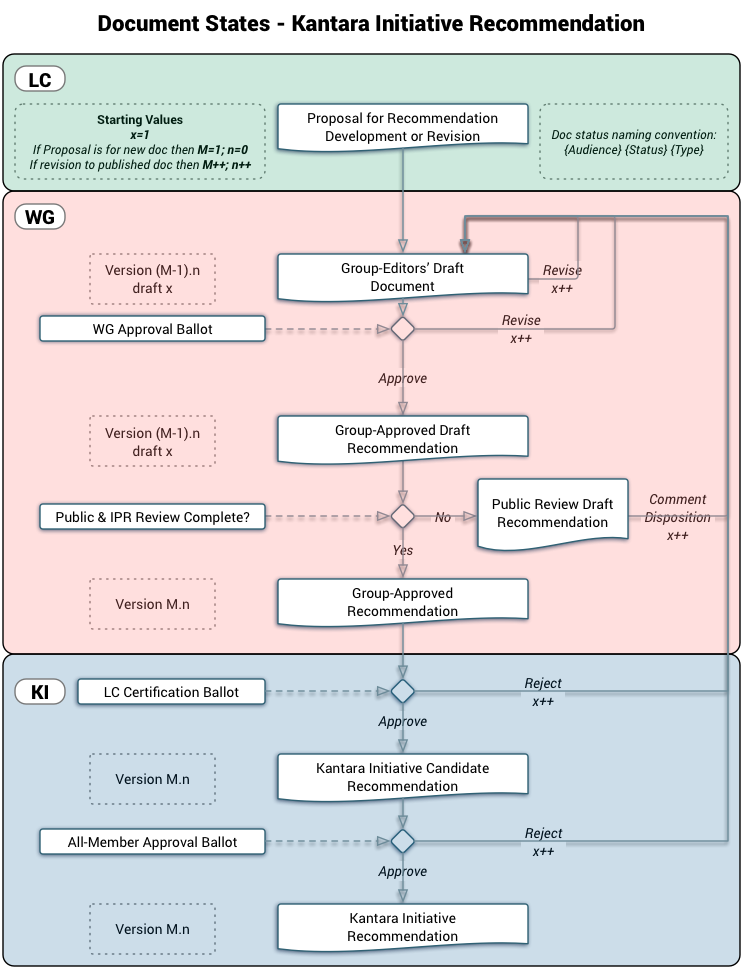 Document States - Kantara Initiative Recommendation
LC
Starting Values
x=1
If Proposal is for new doc then M=1; n=0
If revision to published doc then M++; n++
Proposal for Recommendation
Development or Revision
Doc status naming convention:
{Audience} {Status} {Type}
WG
Version (M-1).n
draft x
Group-Editors’ Draft
Document
Revise
x++
WG Approval Ballot
Revise
x++
Approve
Version (M-1).n
draft x
Group-Approved Draft
Recommendation
Public & IPR Review Complete?
No
Public Review Draft
Recommendation
Comment
Disposition
x++
Yes
Version M.n
Group-Approved
Recommendation
KI
LC Certification Ballot
Reject
x++
Approve
Version M.n
Kantara Initiative Candidate
Recommendation
All-Member Approval Ballot
Reject
x++
Approve
Version M.n
Kantara Initiative
Recommendation